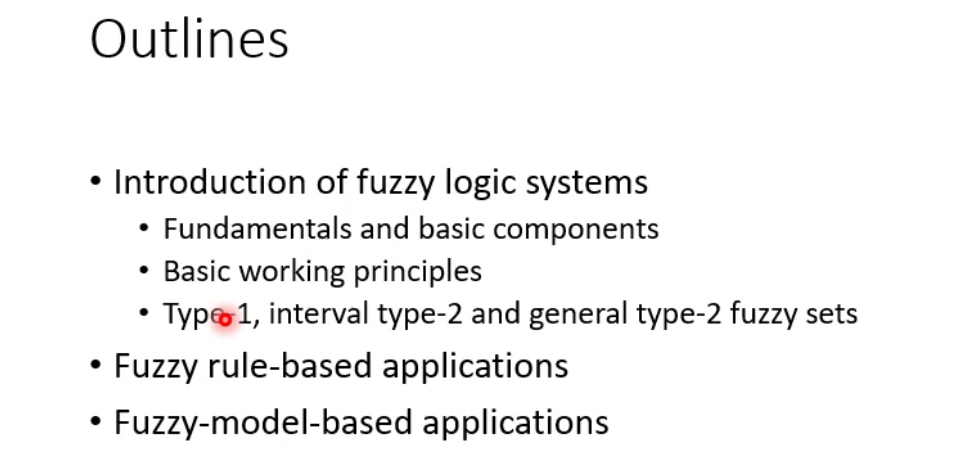 Outlines
• Introduction of fuzzy logic systems
• Fundamentals and basic components
• Basic working principles
• Type-1, interval type-2 and general type-2 fuzzy sets
• Fuzzy rule-based applications
• Fuzzy-model-based applications